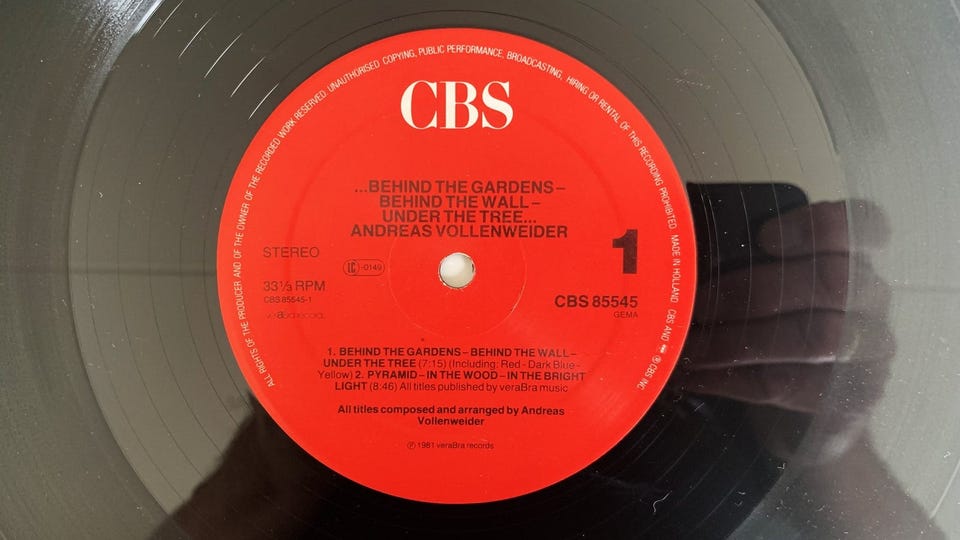 ALL RIGHTS OF THE PRODUCER AND OF THE OWNER OF THE RECORDED WORK RESERVED. UNAUTHORISED COPYING, PUBLIC PERFORMANCE, BROADCASTING, HIRING OR RENTAL OF THIS RECORDING PROHIBITED. MADE IN HOLLAND. CBS AND ℗ CBS INC.
CBS
...BEHIND THE GARDENS–
BEHIND THE WALL–
UNDER THE TREE...
ANDREAS VOLLENWEIDER
STEREO
LC-0149
1
33⅓ RPM
CBS 85545-1
CBS 85545
GEMA
veraBra records
1. BEHIND THE GARDENS – BEHIND THE WALL –
UNDER THE TREE (7:15) (Including: Red - Dark Blue -
Yellow) 2. PYRAMID – IN THE WOOD – IN THE BRIGHT
LIGHT (8:46) All titles published by veraBra music
All titles composed and arranged by Andreas
Vollenweider
℗ 1981 veraBra records